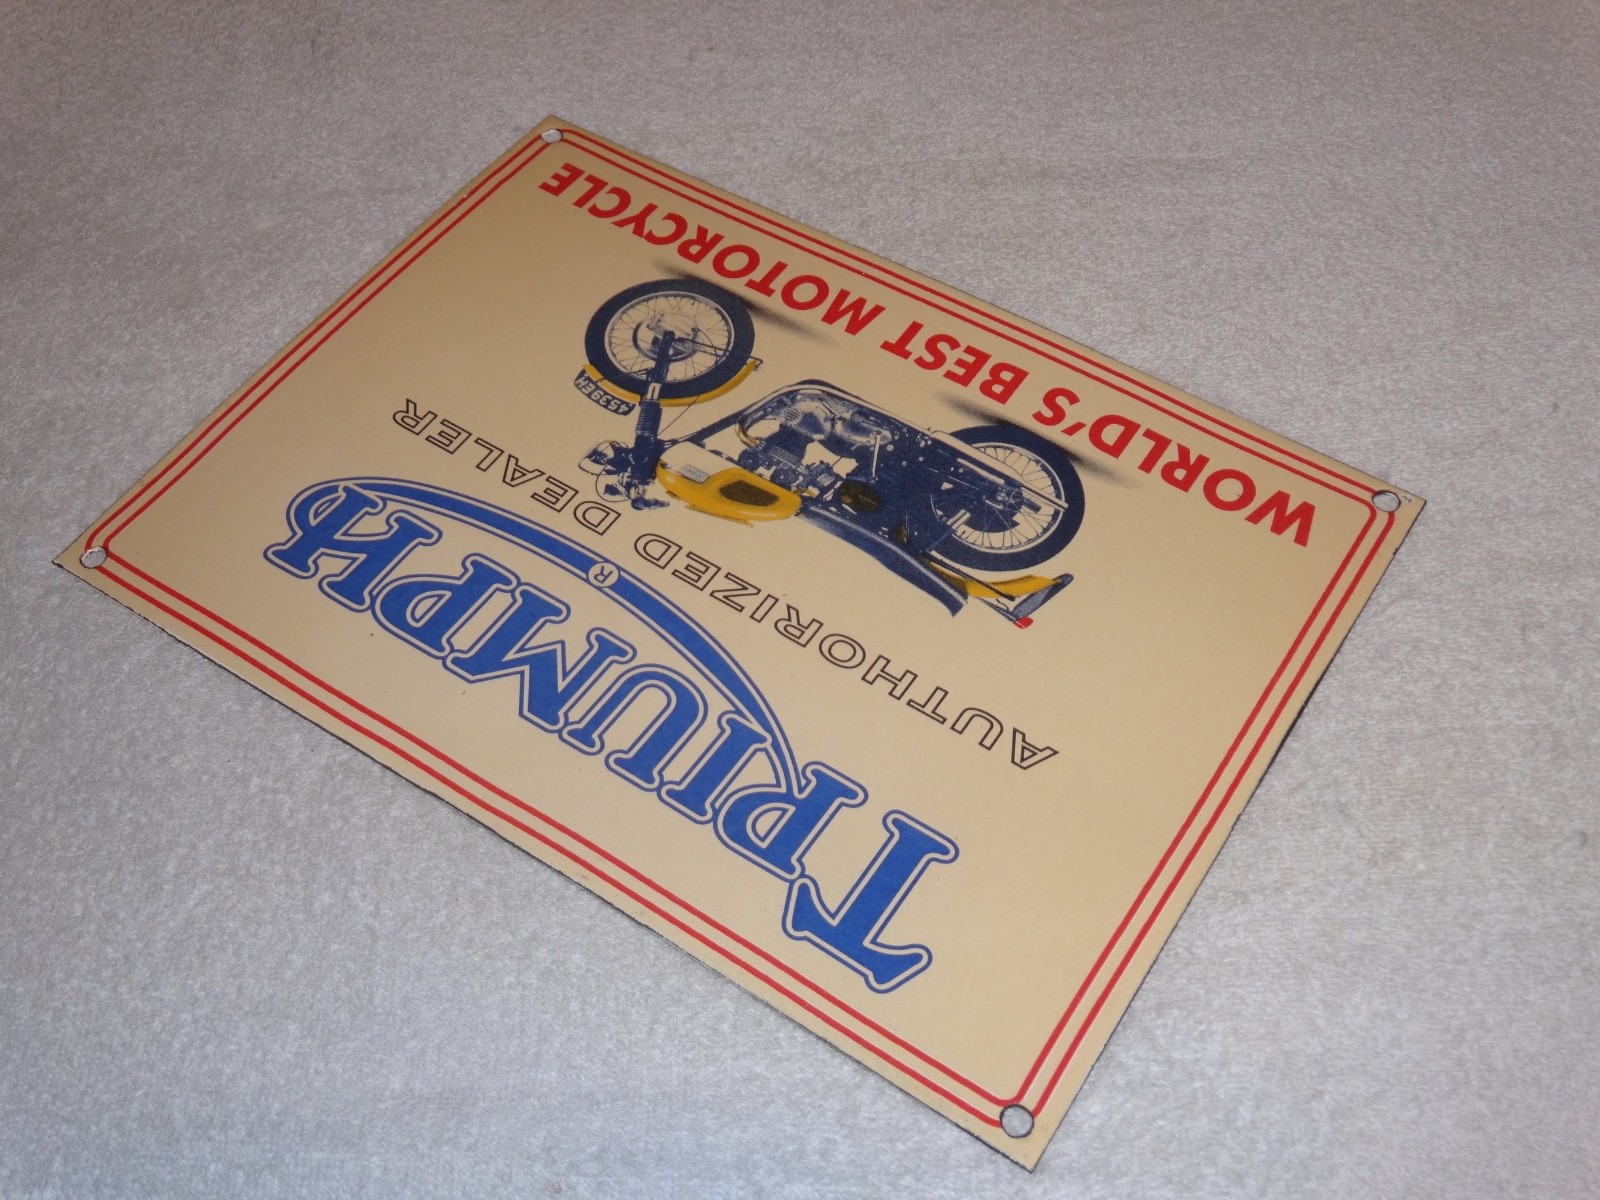 TRIUMPH
R
AUTHORIZED DEALER
4539EH
WORLD'S BEST MOTORCYCLE